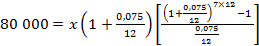 80 000 = x(1 + 0,075/12)[((1+0,075/12)^(7×12) −1)/(0,075/12)]